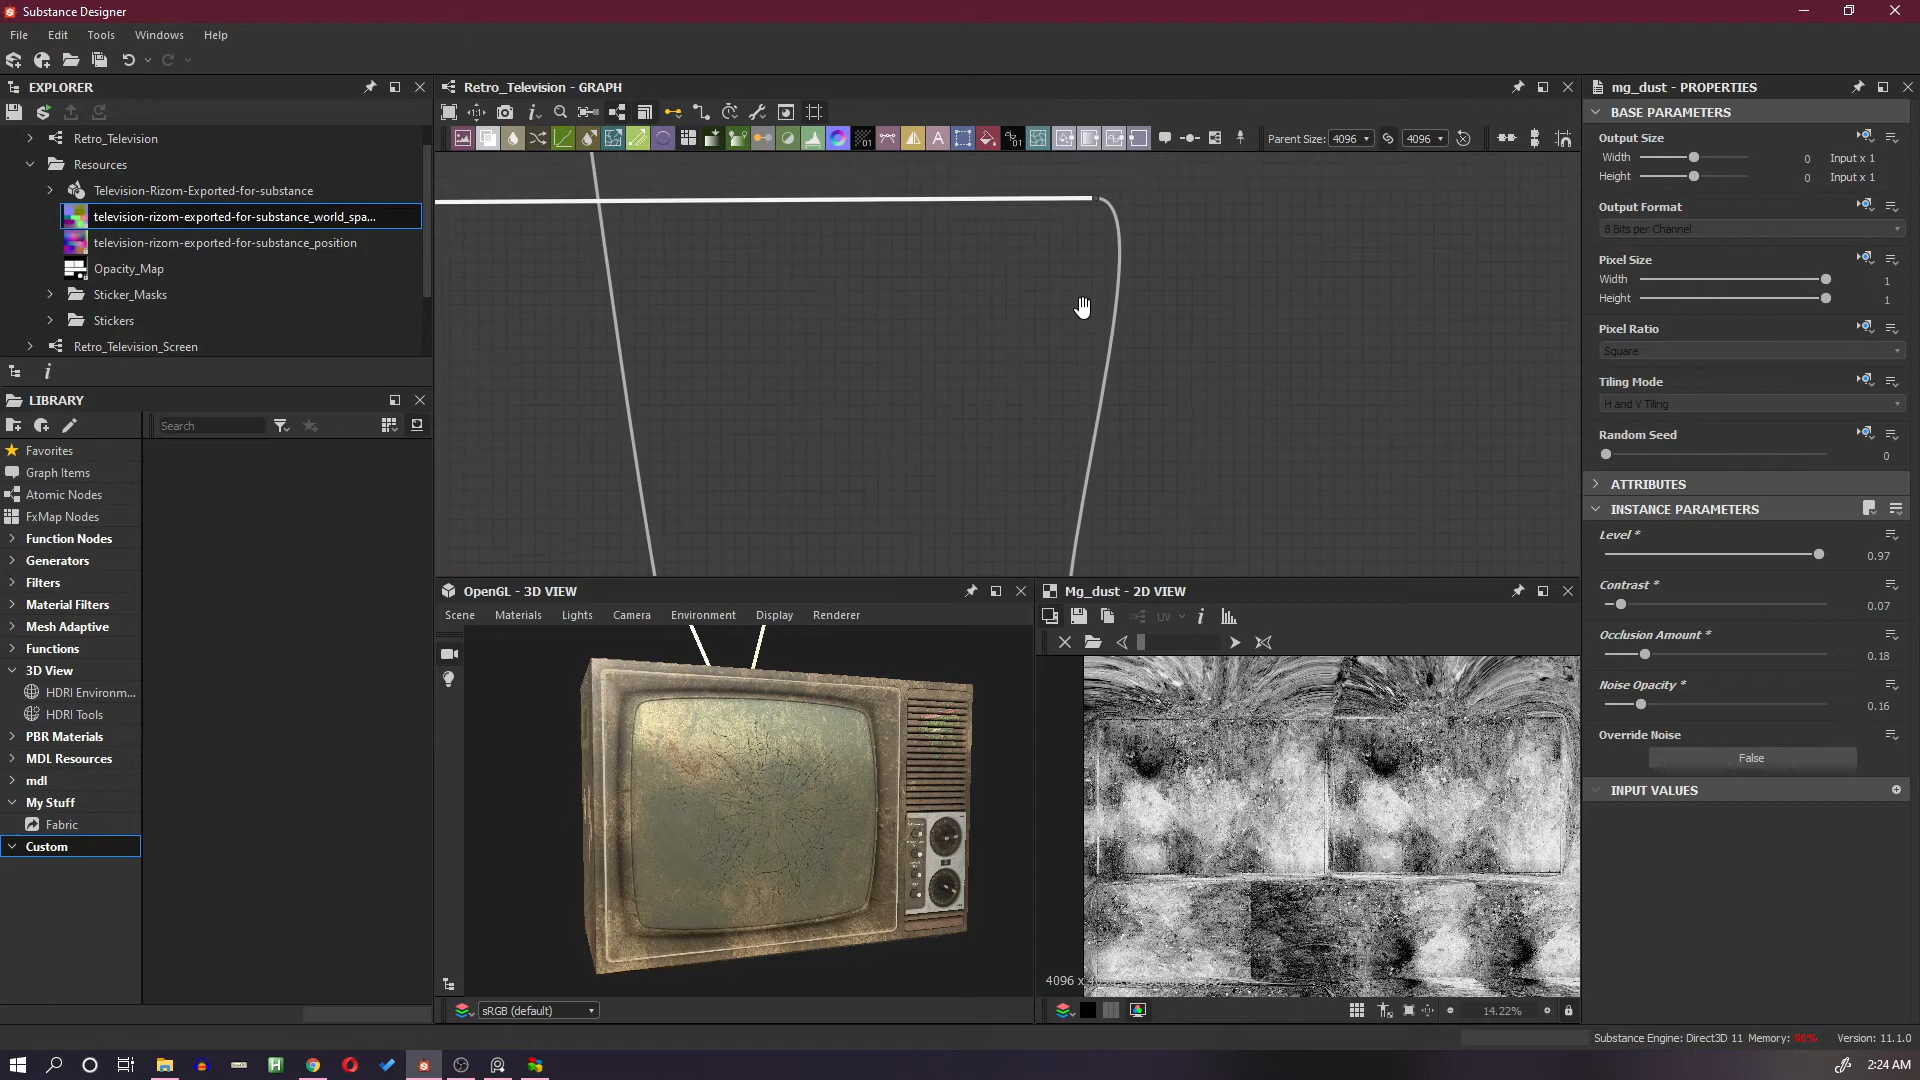 Substance Designer
File Edit Tools Windows Help
EXPLORER
Retro_Television
Resources
Television-Rizom-Exported-for-substance
television-rizom-exported-for-substance_world_spa...
television-rizom-exported-for-substance_position
Opacity_Map
Sticker_Masks
Stickers
Retro_Television_Screen
LIBRARY
Search
Favorites
Graph Items
Atomic Nodes
FxMap Nodes
Function Nodes
Generators
Filters
Material Filters
Mesh Adaptive
Functions
3D View
HDRI Environm...
HDRI Tools
PBR Materials
MDL Resources
mdl
My Stuff
Fabric
Custom
Retro_Television - GRAPH
Parent Size: 4096 4096
OpenGL - 3D VIEW
Scene Materials Lights Camera Environment Display Renderer
sRGB (default)
Mg_dust - 2D VIEW
UV
4096 x 4
14.22%
mg_dust - PROPERTIES
BASE PARAMETERS
Output Size
Width 0 Input x 1
Height 0 Input x 1
Output Format
8 Bits per Channel
Pixel Size
Width 1
Height 1
Pixel Ratio
Square
Tiling Mode
H and V Tiling
Random Seed
0
ATTRIBUTES
INSTANCE PARAMETERS
Level *
0.97
Contrast *
0.07
Occlusion Amount *
0.18
Noise Opacity *
0.16
Override Noise
False
INPUT VALUES
Substance Engine: Direct3D 11 Memory: 96% Version: 11.1.0
2:24 AM